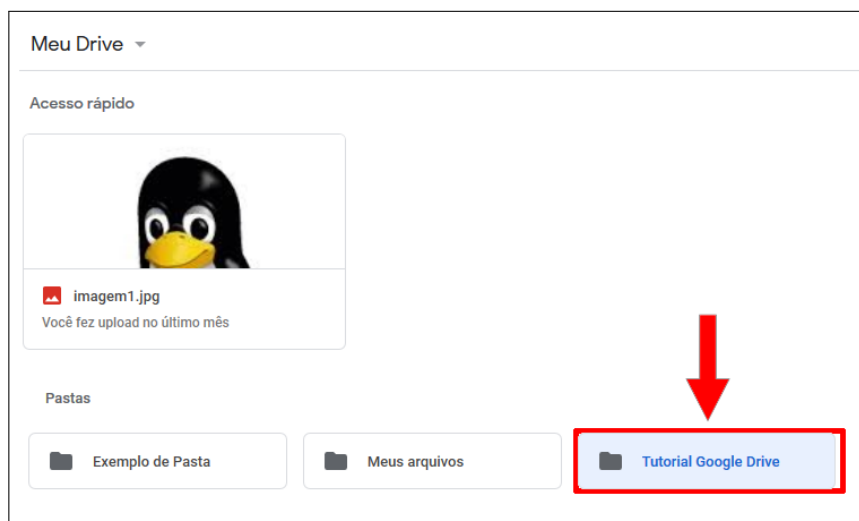 Meu Drive
Acesso rápido
imagem1.jpg
Você fez upload no último mês
Pastas
Exemplo de Pasta
Meus arquivos
Tutorial Google Drive